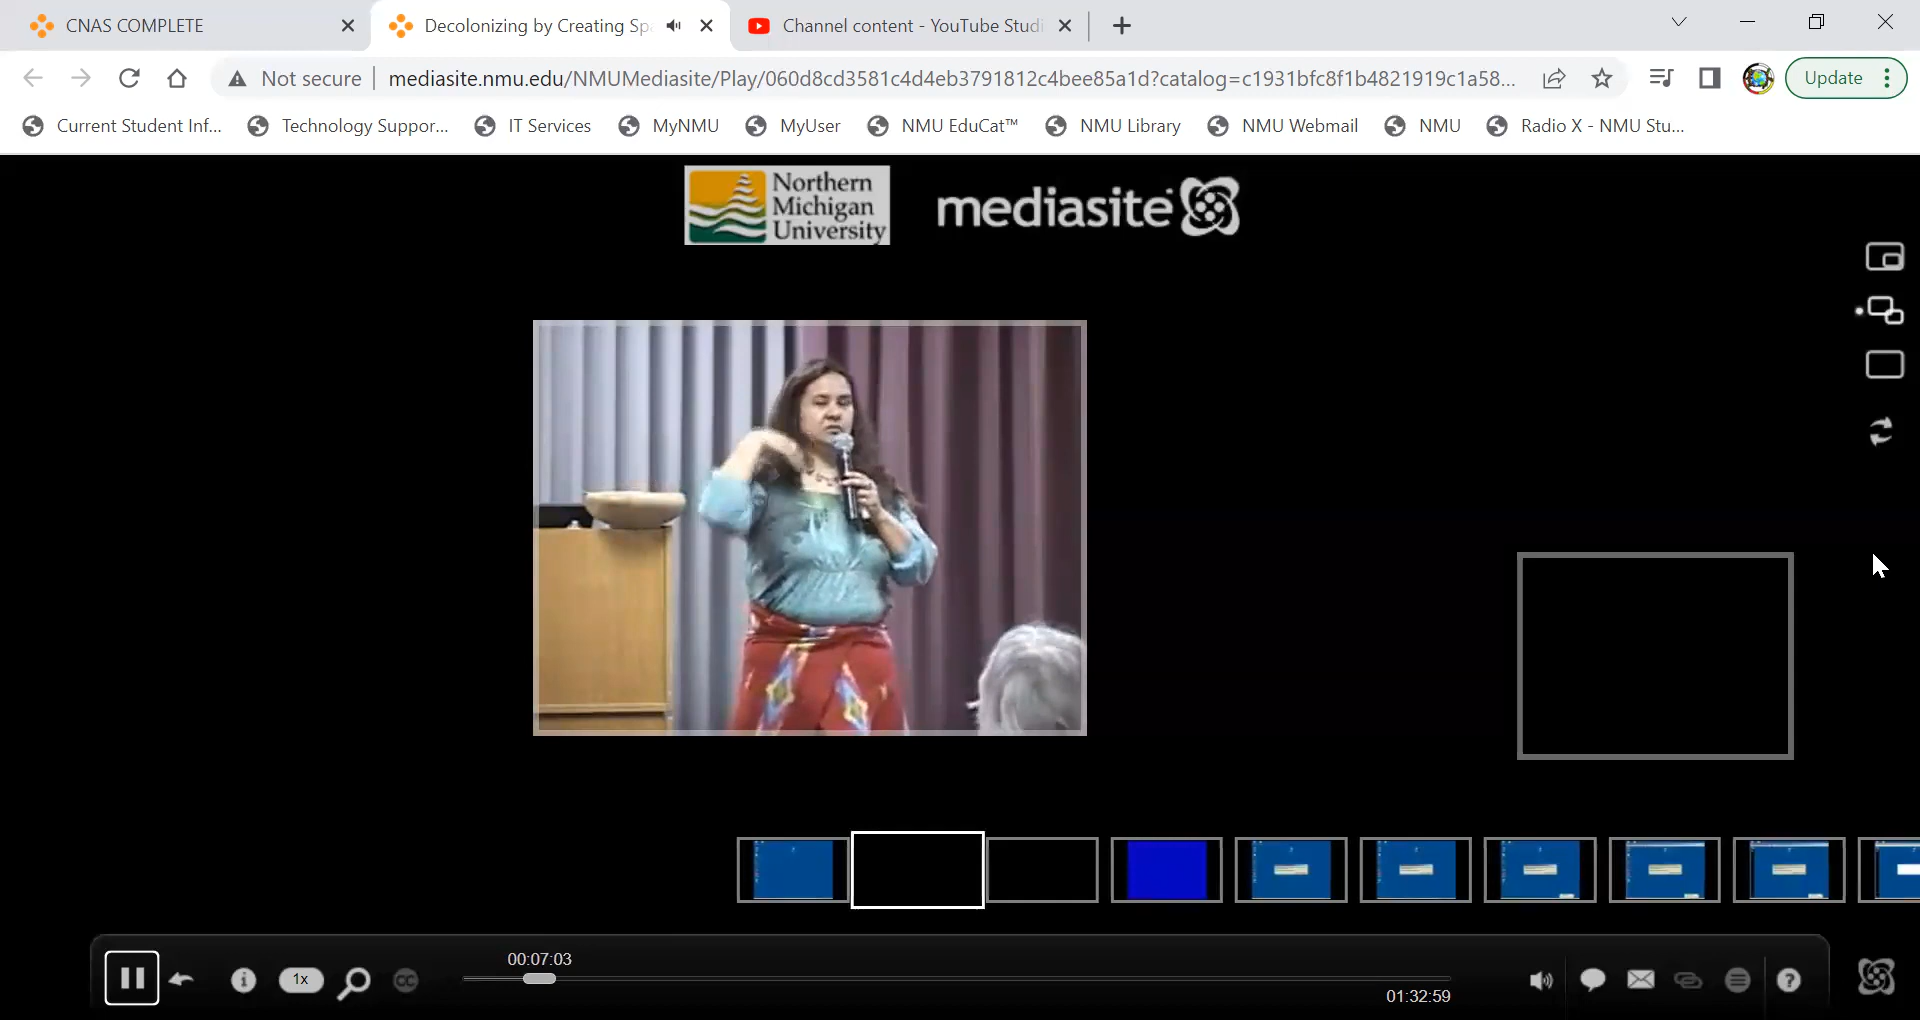 CNAS COMPLETE
Decolonizing by Creating Sp
Channel content - YouTube Studi
Not secure
mediasite.nmu.edu/NMUMediasite/Play/060d8cd3581c4d4eb3791812c4bee85a1d?catalog=c1931bfc8f1b4821919c1a58...
Update
Current Student Inf...
Technology Suppor...
IT Services
MyNMU
MyUser
NMU EduCat™
NMU Library
NMU Webmail
NMU
Radio X - NMU Stu...
Northern
Michigan
University
mediasite
00:07:03
1x
CC
01:32:59